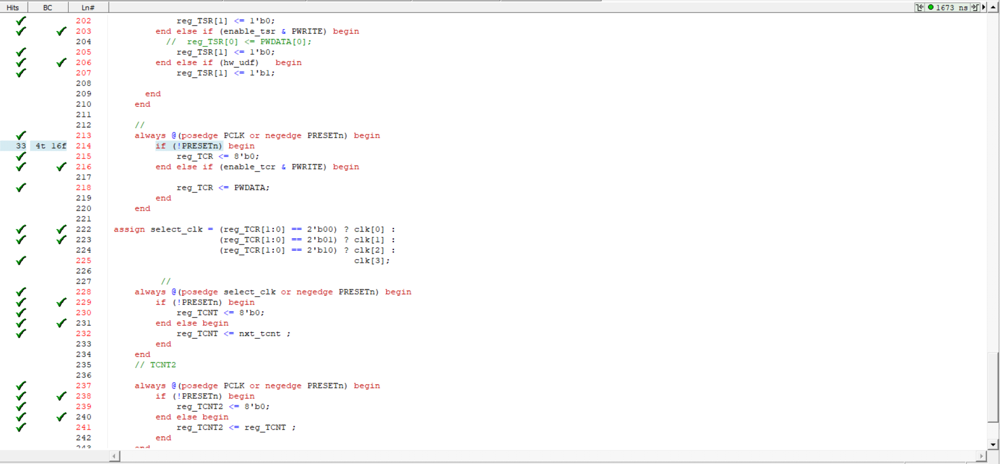 Hits BC Ln# 1673 ns
202 reg_TSR[1] <= 1'b0;
203 end else if (enable_tsr & PWRITE) begin
204 // reg_TSR[0] <= PWDATA[0];
205 reg_TSR[1] <= 1'b0;
206 end else if (hw_udf) begin
207 reg_TSR[1] <= 1'b1;
208
209 end
210 end
211
212 //
213 always @(posedge PCLK or negedge PRESETn) begin
33 4t 16f 214 if (!PRESETn) begin
215 reg_TCR <= 8'b0;
216 end else if (enable_tcr & PWRITE) begin
217
218 reg_TCR <= PWDATA;
219 end
220 end
221
222 assign select_clk = (reg_TCR[1:0] == 2'b00) ? clk[0] :
223 (reg_TCR[1:0] == 2'b01) ? clk[1] :
224 (reg_TCR[1:0] == 2'b10) ? clk[2] :
225 clk[3];
226
227 //
228 always @(posedge select_clk or negedge PRESETn) begin
229 if (!PRESETn) begin
230 reg_TCNT <= 8'b0;
231 end else begin
232 reg_TCNT <= nxt_tcnt ;
233 end
234 end
235 // TCNT2
236
237 always @(posedge PCLK or negedge PRESETn) begin
238 if (!PRESETn) begin
239 reg_TCNT2 <= 8'b0;
240 end else begin
241 reg_TCNT2 <= reg_TCNT ;
242 end
243 end